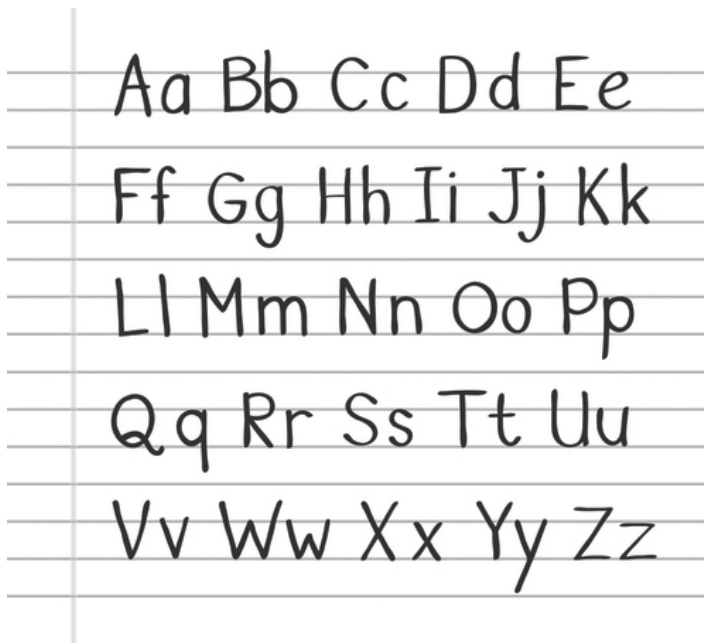 Aa Bb Cc Dd Ee
Ff Gg Hh Ii Jj Kk
Ll Mm Nn Oo Pp
Qq Rr Ss Tt Uu
Vv Ww Xx Yy Zz